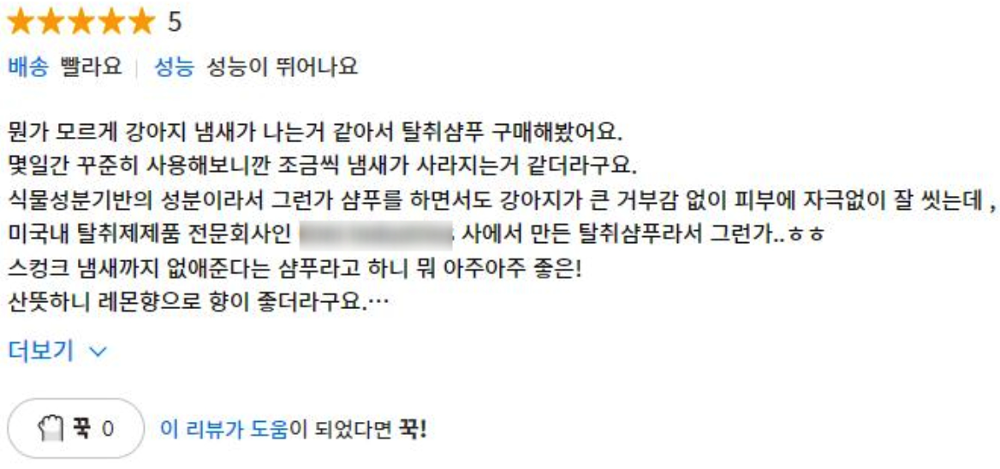 ★★★★★ 5
배송 빨라요 | 성능 성능이 뛰어나요
뭔가 모르게 강아지 냄새가 나는거 같아서 탈취샴푸 구매해봤어요.
몇일간 꾸준히 사용해보니깐 조금씩 냄새가 사라지는거 같더라구요.
식물성분기반의 성분이라서 그런가 샴푸를 하면서도 강아지가 큰 거부감 없이 피부에 자극없이 잘 씻는데 ,
미국내 탈취제제품 전문회사인 사에서 만든 탈취샴푸라서 그런가..ㅎㅎ
스컹크 냄새까지 없애준다는 샴푸라고 하니 뭐 아주아주 좋은!
산뜻하니 레몬향으로 향이 좋더라구요.…
더보기
꾹 0 이 리뷰가 도움이 되었다면 꾹!